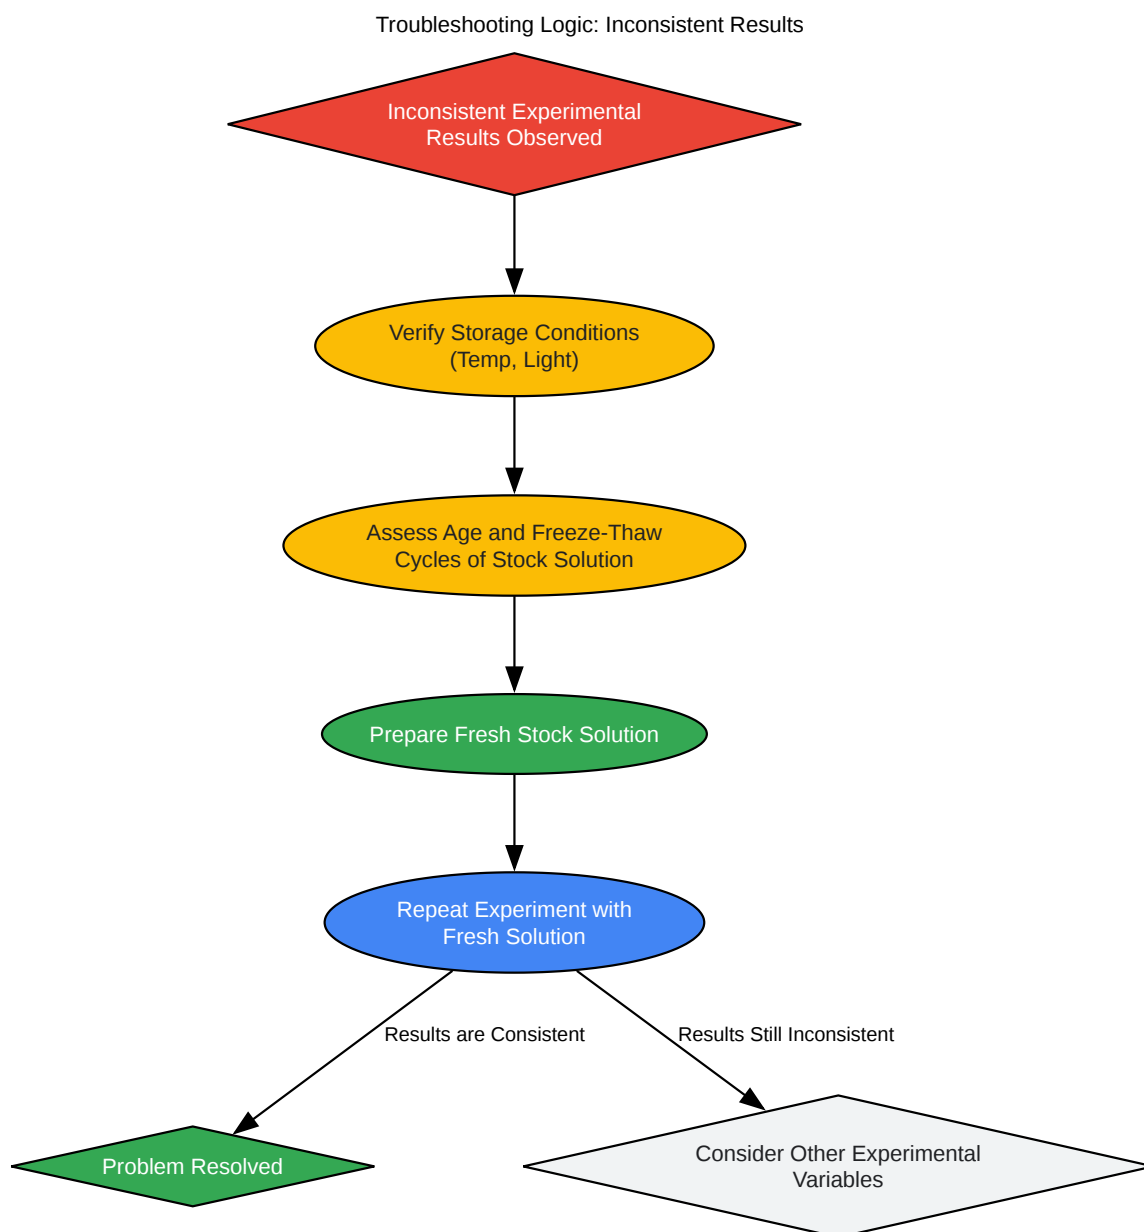 Troubleshooting Logic: Inconsistent Results
Inconsistent Experimental
Results Observed
Verify Storage Conditions
(Temp, Light)
Assess Age and Freeze-Thaw
Cycles of Stock Solution
Prepare Fresh Stock Solution
Repeat Experiment with
Fresh Solution
Results are Consistent
Results Still Inconsistent
Problem Resolved
Consider Other Experimental
Variables